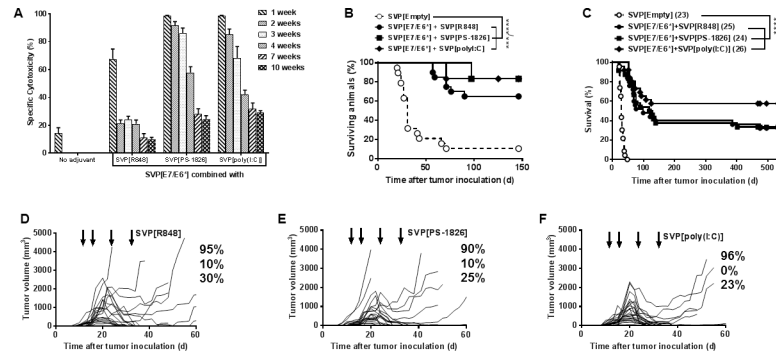 A
Specific Cytotoxicity (%)
100
80
60
40
20
0
1 week
2 weeks
3 weeks
4 weeks
7 weeks
10 weeks
No adjuvant
SVP[R848]
SVP[PS-1826]
SVP[poly(I:C)]
SVP[E7/E6*] combined with
B
SVP[Empty]
SVP[E7/E6*] + SVP[R848]
SVP[E7/E6*] + SVP[PS-1826]
SVP[E7/E6*] + SVP[polyI:C]
Surviving animals (%)
100
80
60
40
20
0
0 50 100 150
Time after tumor inoculation (d)
C
SVP[Empty] (23)
SVP[E7/E6*]+SVP[R848] (25)
SVP[E7/E6*]+SVP[PS-1826] (24)
SVP[E7/E6*]+SVP[poly(I:C)] (26)
Survival (%)
100
80
60
40
20
0
0 100 200 300 400 500
Time after tumor inoculation (d)
D
SVP[R848]
95%
10%
30%
Tumor volume (mm³)
5000
4000
3000
2000
1000
0
0 20 40 60
Time after tumor inoculation (d)
E
SVP[PS-1826]
90%
10%
25%
Tumor volume (mm³)
5000
4000
3000
2000
1000
0
0 20 40 60
Time after tumor inoculation (d)
F
SVP[poly(I:C)]
96%
0%
23%
Tumor volume (mm³)
5000
4000
3000
2000
1000
0
0 20 40 60
Time after tumor inoculation (d)